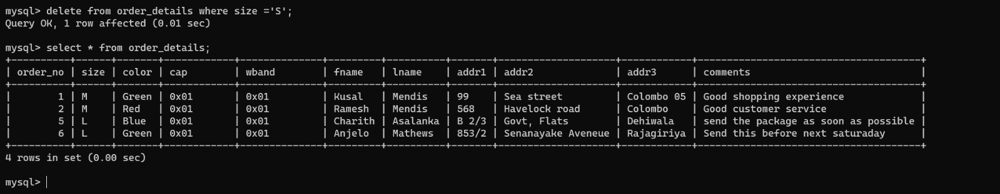 mysql> delete from order_details where size ='S';
Query OK, 1 row affected (0.01 sec)
mysql> select * from order_details;
+----------+------+-------+------------+--------------+---------+----------+-------+------------------+------------+--------------------------------------+
| order_no | size | color | cap        | wband        | fname   | lname    | addr1 | addr2            | addr3      | comments                             |
+----------+------+-------+------------+--------------+---------+----------+-------+------------------+------------+--------------------------------------+
|        1 | M    | Green | 0x01       | 0x01         | Kusal   | Mendis   | 99    | Sea street       | Colombo 05 | Good shopping experience             |
|        2 | M    | Red   | 0x01       | 0x01         | Ramesh  | Mendis   | 568   | Havelock road    | Colombo    | Good customer service                |
|        5 | L    | Blue  | 0x01       | 0x01         | Charith | Asalanka | B 2/3 | Govt, Flats      | Dehiwala   | send the package as soon as possible |
|        6 | L    | Green | 0x01       | 0x01         | Anjelo  | Mathews  | 853/2 | Senanayake Aveneue | Rajagiriya | Send this before next saturaday      |
+----------+------+-------+------------+--------------+---------+----------+-------+------------------+------------+--------------------------------------+
4 rows in set (0.00 sec)
mysql>